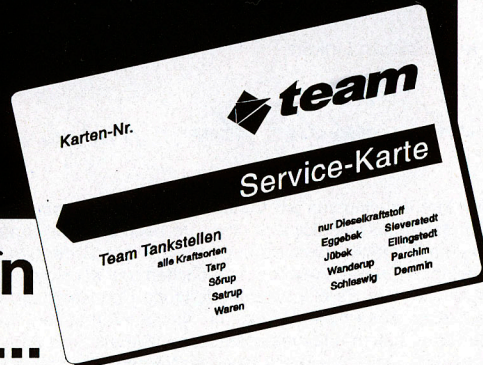 team
Karten-Nr.
Service-Karte
Team Tankstellen
alle Kraftsorten
Tarp
Sörup
Satrup
Waren
nur Dieselkraftstoff
Eggebek Sieverstedt
Jübek Ellingstedt
Wanderup Parchim
Schleswig Demmin
n
...